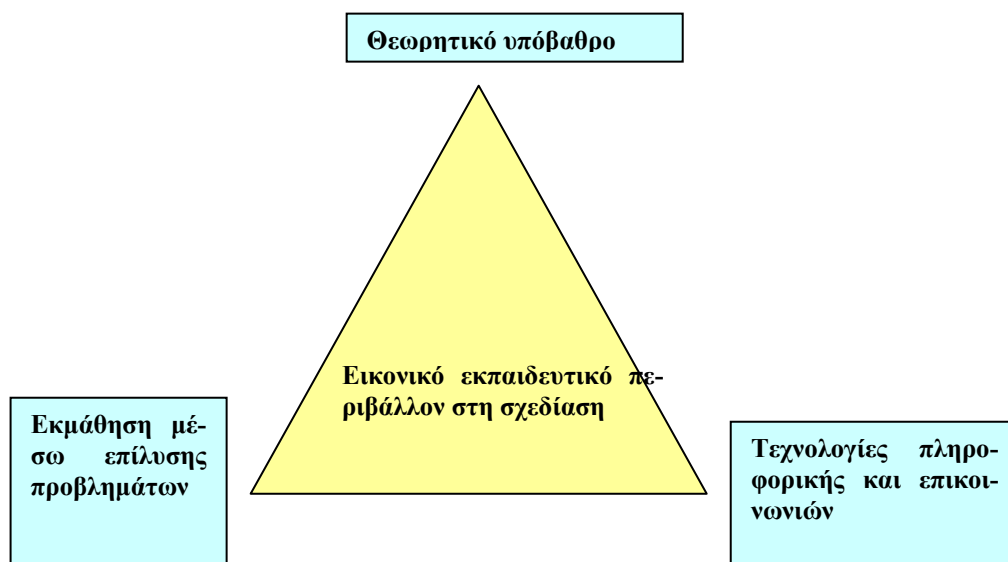 Θεωρητικό υπόβαθρο
Εικονικό εκπαιδευτικό πε-
ριβάλλον στη σχεδίαση
Εκμάθηση μέ-
σω επίλυσης
προβλημάτων
Τεχνολογίες πληρο-
φορικής και επικοι-
νωνιών